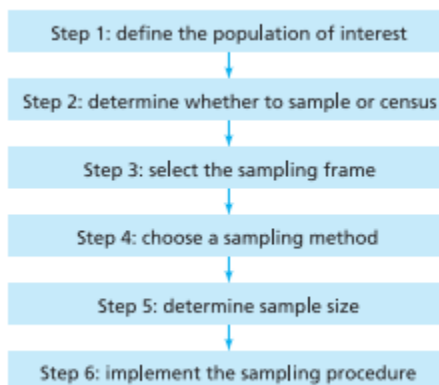 Step 1: define the population of interest
Step 2: determine whether to sample or census
Step 3: select the sampling frame
Step 4: choose a sampling method
Step 5: determine sample size
Step 6: implement the sampling procedure